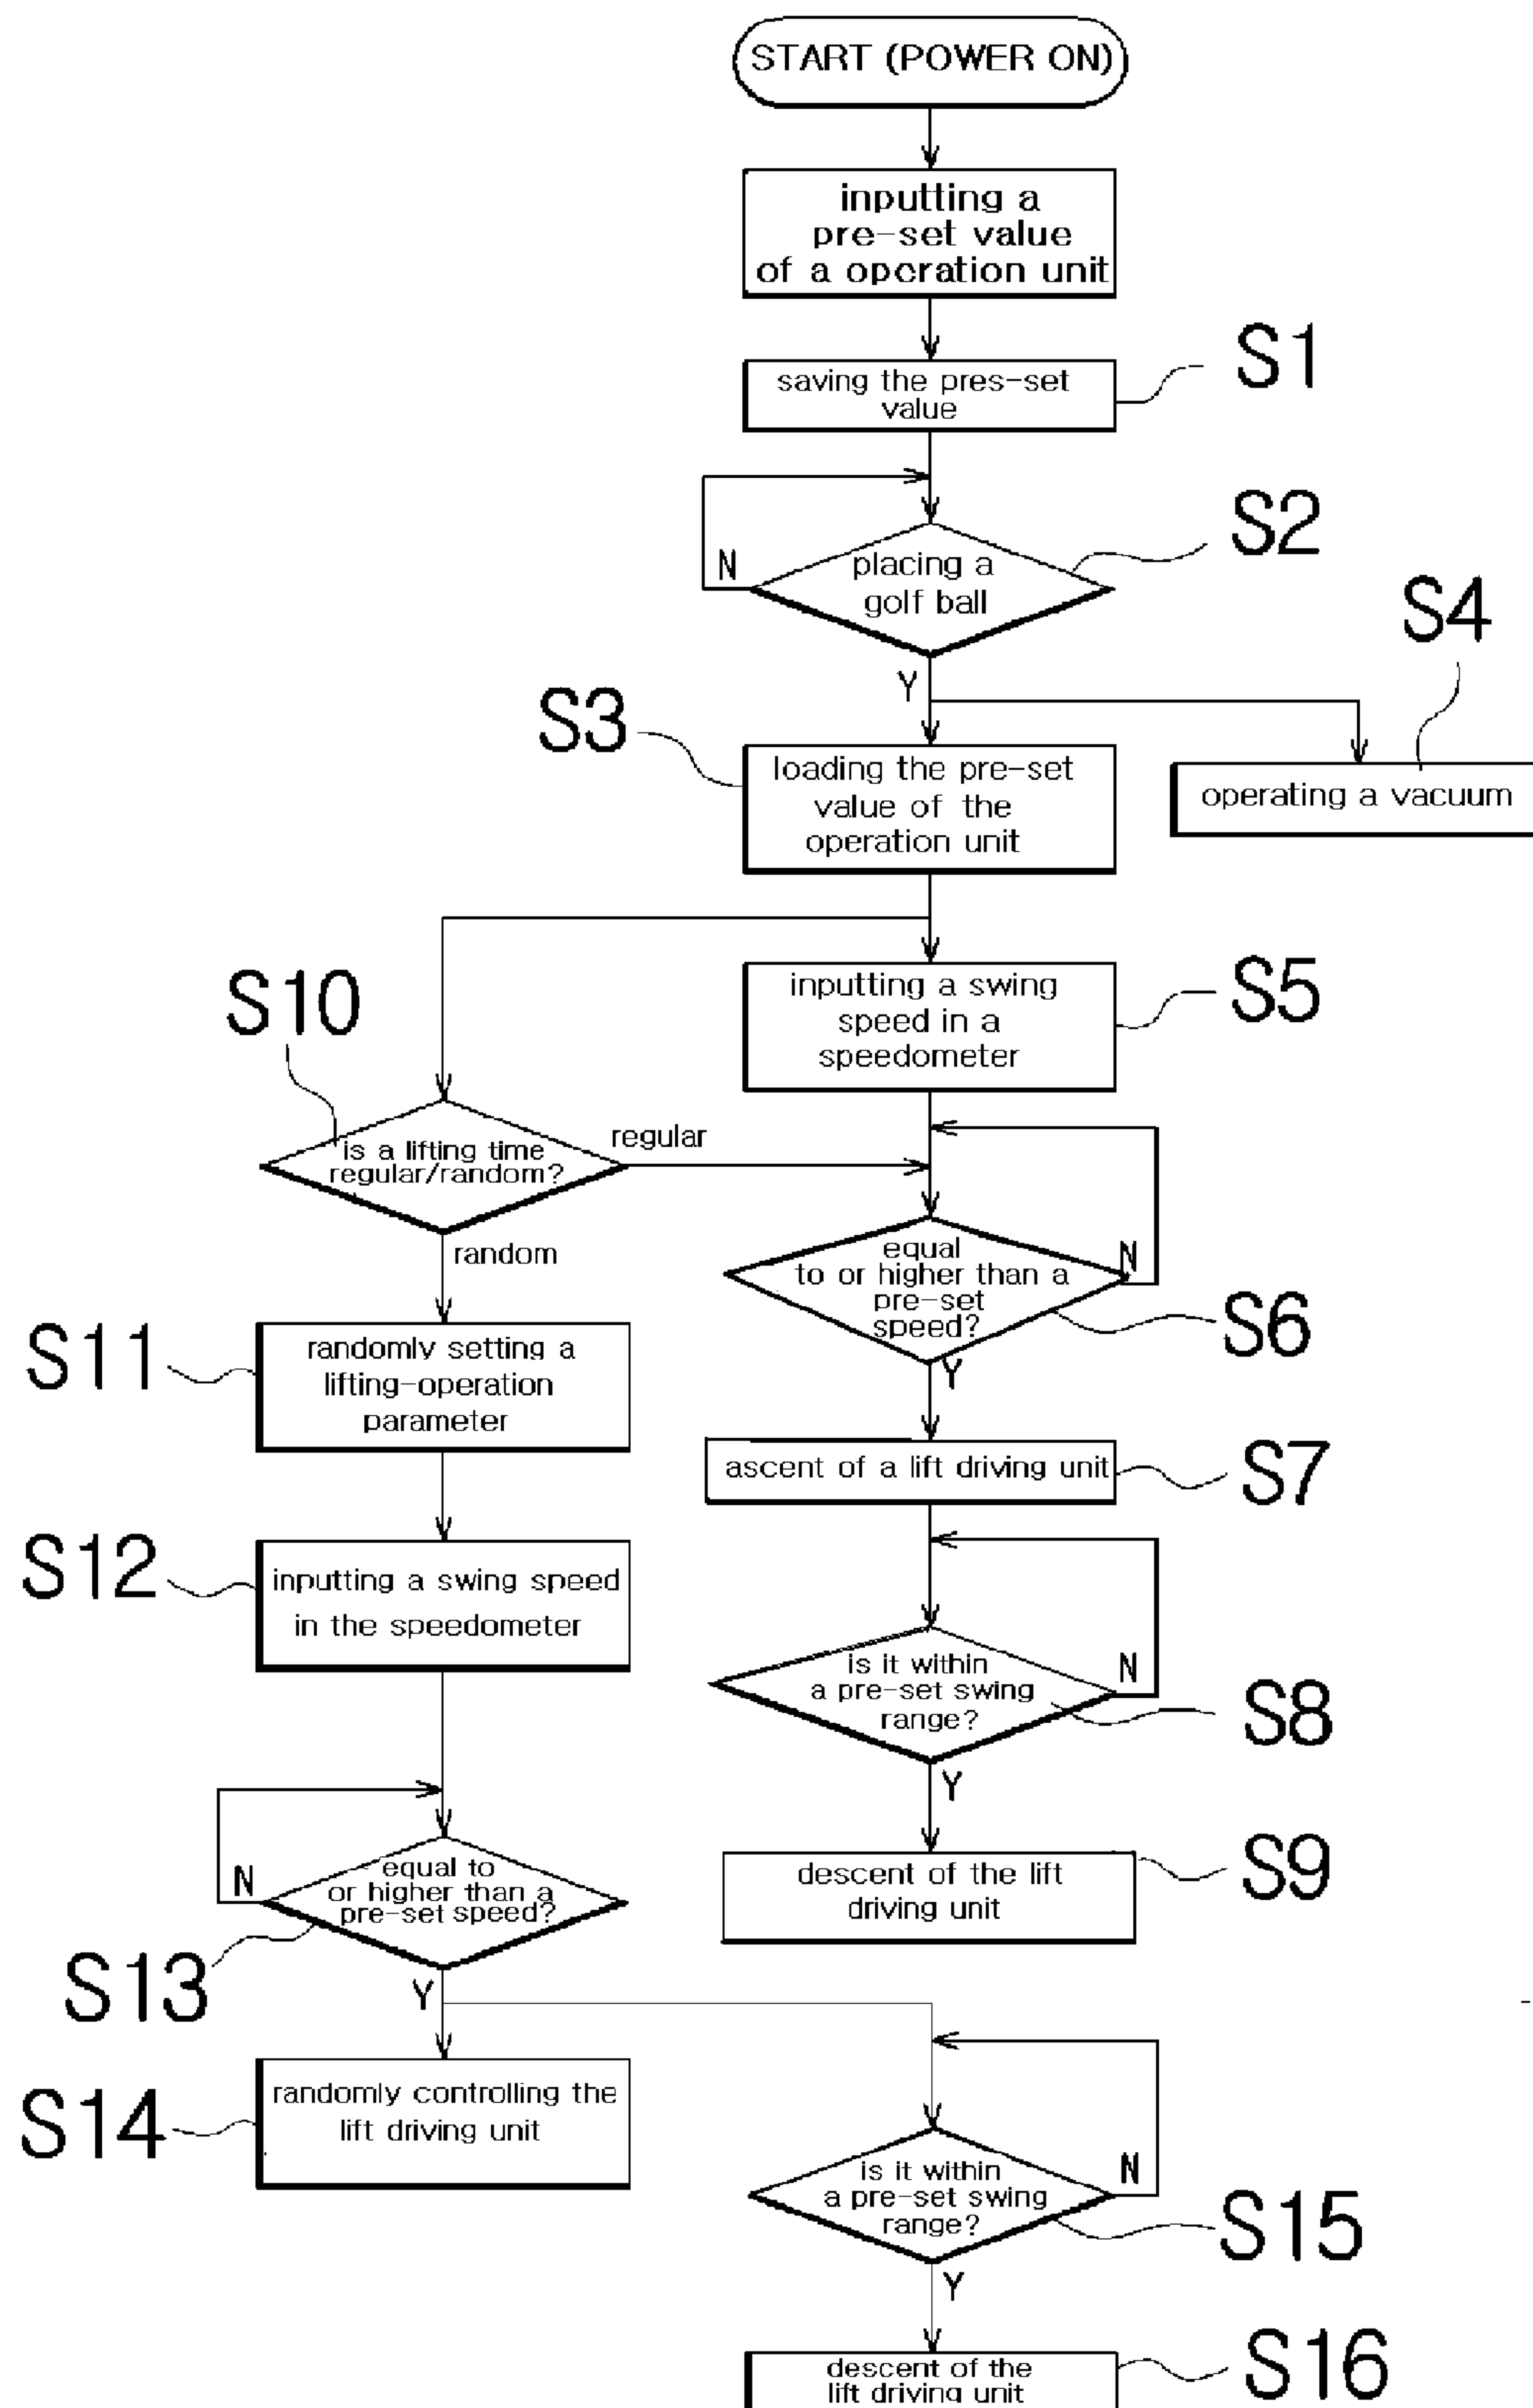 START (POWER ON)
inputting a
pre-set value
of a operation unit
saving the pres-set
value
S1
placing a
golf ball
N
S2
Y
S4
S3
loading the pre-set
value of the
operation unit
operating a vacuum
S10
inputting a swing
speed in a
speedometer
S5
is a lifting time
regular/random?
regular
random
equal
to or higher than a
pre-set
speed?
N
S6
Y
S11
randomly setting a
lifting-operation
parameter
ascent of a lift driving unit
S7
S12
inputting a swing speed
in the speedometer
is it within
a pre-set swing
range?
N
S8
Y
equal to
or higher than a
pre-set speed?
N
S13
Y
descent of the lift
driving unit
S9
S14
randomly controlling the
lift driving unit
is it within
a pre-set swing
range?
N
S15
Y
descent of the
lift driving unit
S16